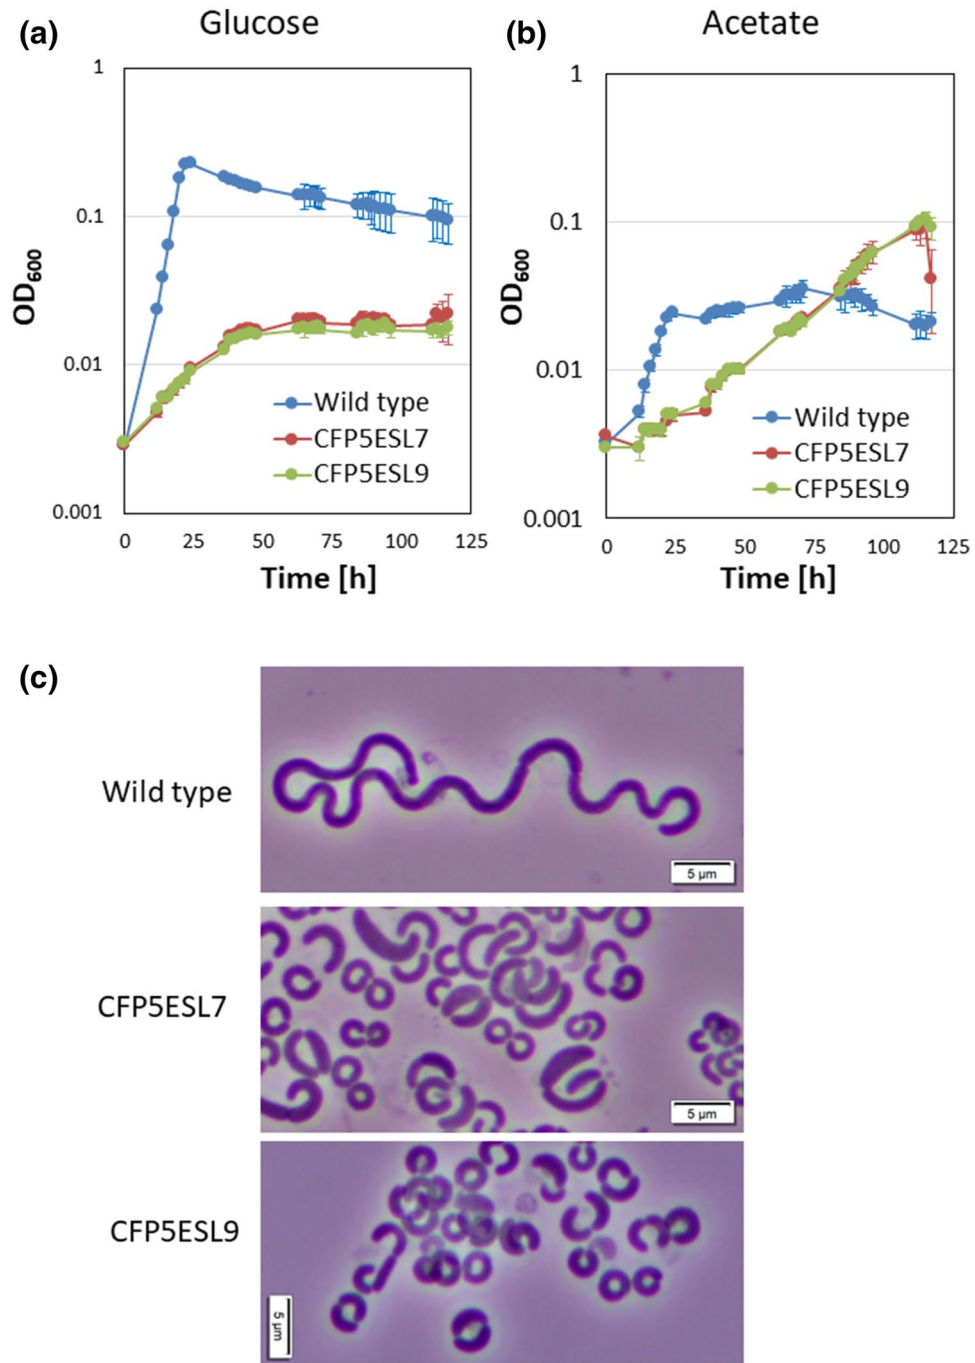 (a)
Glucose
1
0.1
0.01
0.001
OD600
0
25
50
75
100
125
Time [h]
Wild type
CFP5ESL7
CFP5ESL9
(b)
Acetate
1
0.1
0.01
0.001
OD600
0
25
50
75
100
125
Time [h]
Wild type
CFP5ESL7
CFP5ESL9
(c)
Wild type
5 µm
CFP5ESL7
5 µm
CFP5ESL9
5 µm